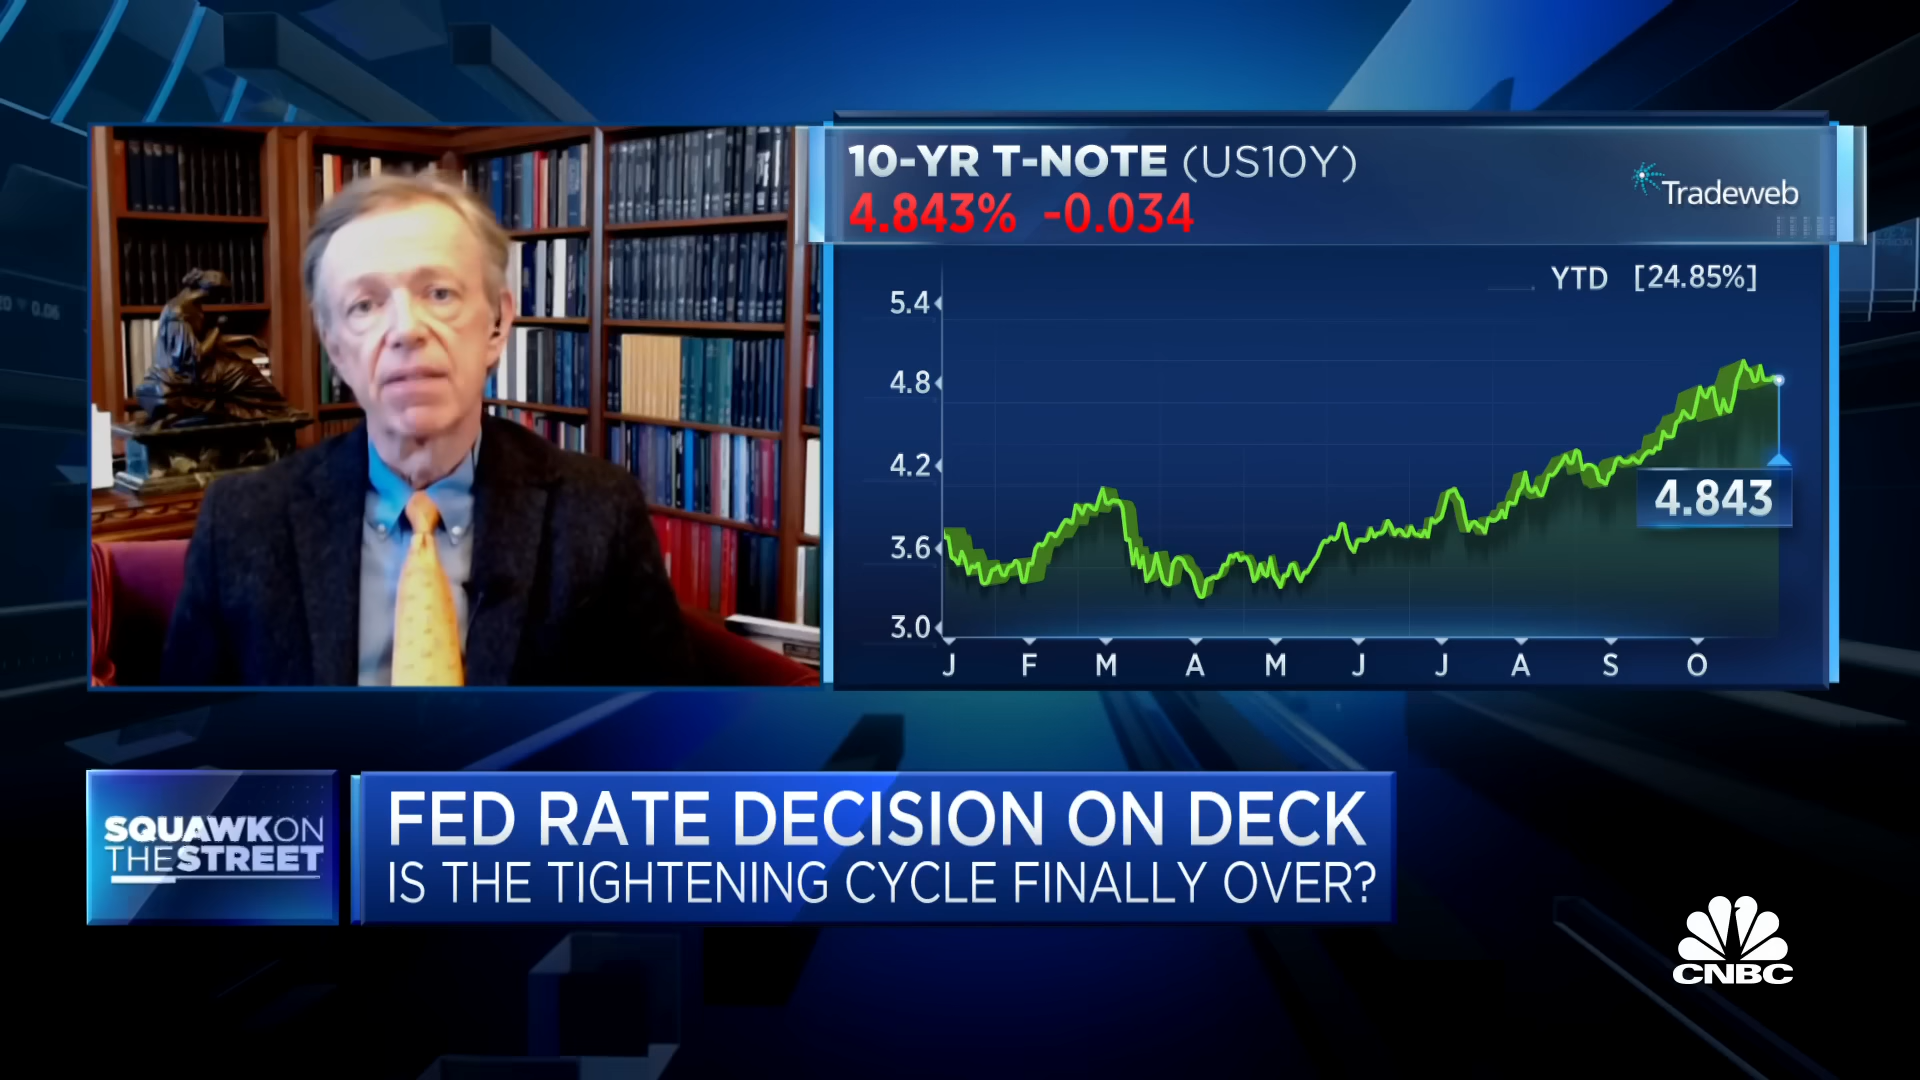 10-YR T-NOTE (US10Y)
4.843% -0.034
Tradeweb
YTD [24.85%]
5.4
4.8
4.2
3.6
3.0
4.843
J F M A M J J A S O
SQUAWK ON
THE STREET
FED RATE DECISION ON DECK
IS THE TIGHTENING CYCLE FINALLY OVER?
CNBC
0.06